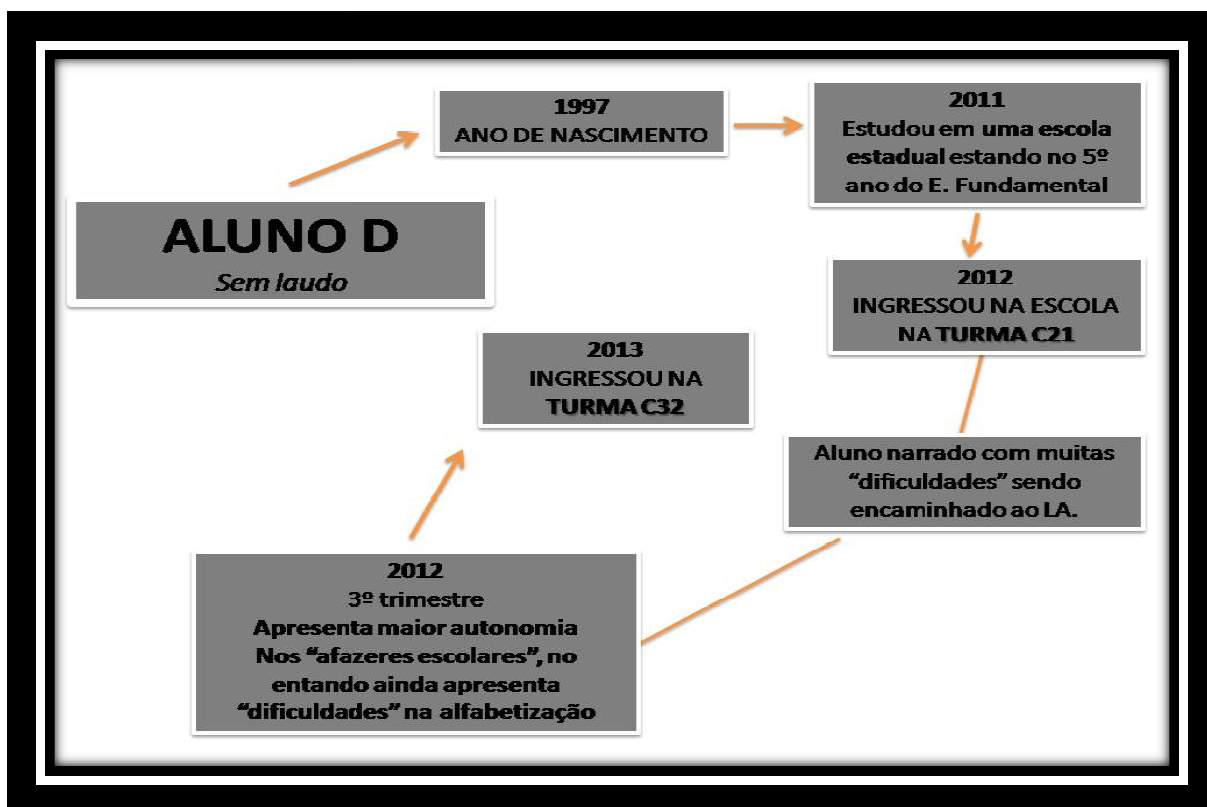 ALUNO D
Sem laudo
1997
ANO DE NASCIMENTO
2011
Estudou em uma escola
estadual estando no 5º
ano do E. Fundamental
2012
INGRESSOU NA ESCOLA
NA TURMA C21
Aluno narrado com muitas
“dificuldades” sendo
encaminhado ao LA.
2012
3º trimestre
Apresenta maior autonomia
Nos “afazeres escolares”, no
entando ainda apresenta
“dificuldades” na alfabetização
2013
INGRESSOU NA
TURMA C32